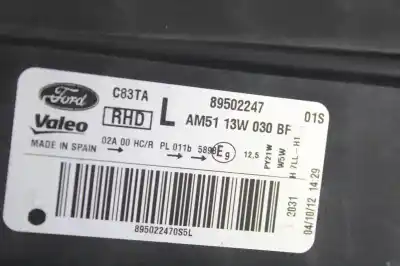 Ford
C83TA
89502247
01S
RHD
L
AM51 13W 030 BF
Valeo
02A 00 HC/R
PL 011b
5898
E9
12,5
PY21W
W5W
H7LL-H1
MADE IN SPAIN
2031
04/10/12 14:29
895022470S5L